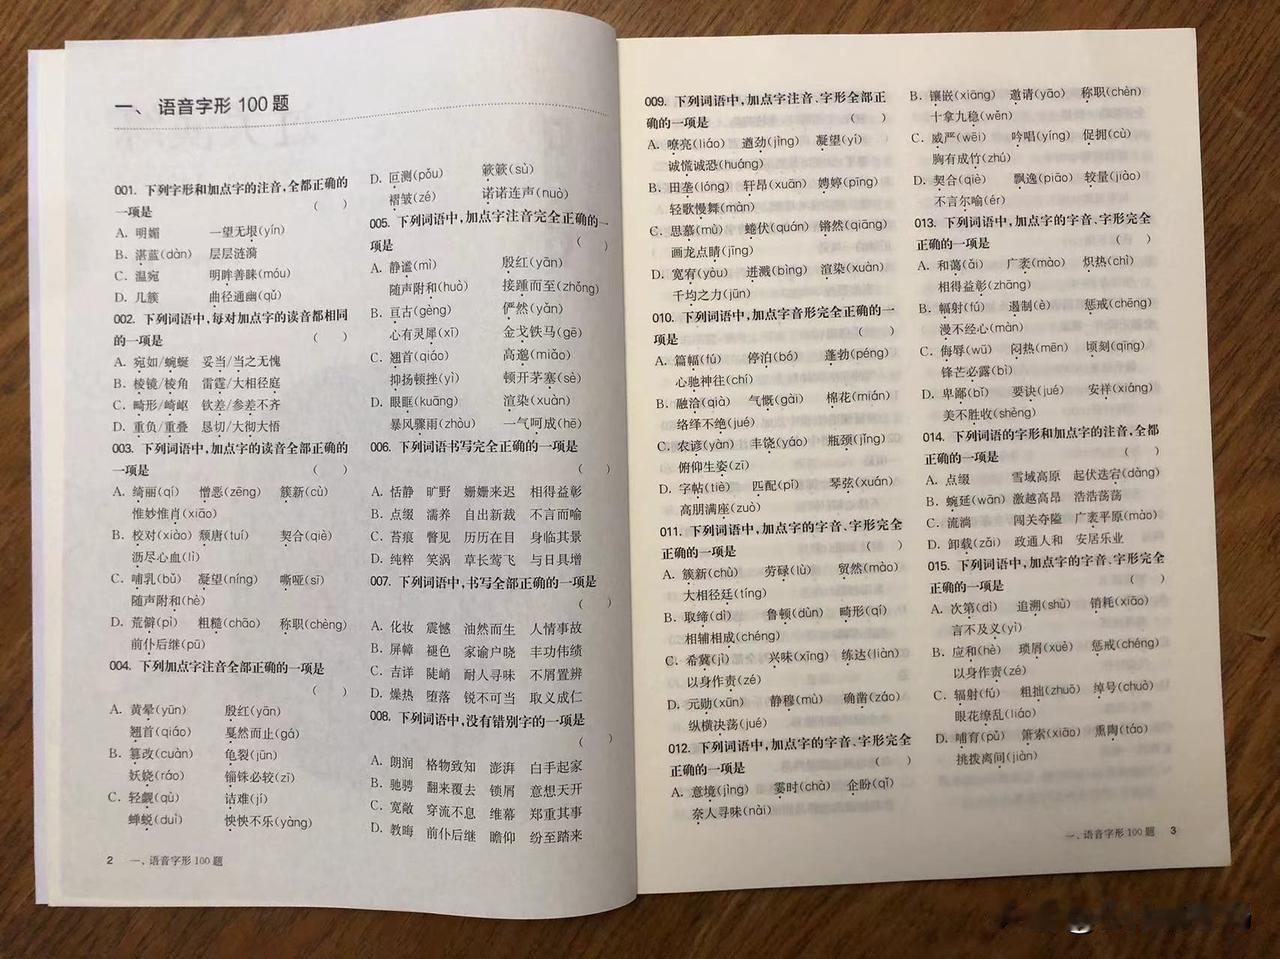 一、语音字形 100 题
001. 下列字形和加点字的注音,全都正确的
一项是 ( )
A. 明媚 一望无垠(yín)
B. 湛蓝(dàn) 层层涟漪
C. 温宛 明眸善睐(móu)
D. 几簇 曲径通幽(qǔ)
002. 下列词语中,每对加点字的读音都相同
的一项是 ( )
A. 宛如/蜿蜒 妥当/当之无愧
B. 棱镜/棱角 雷霆/大相径庭
C. 畸形/崎岖 铁差/参差不齐
D. 重负/重叠 恳切/大彻大悟
003. 下列词语中,加点字的读音全部正确的
一项是 ( )
A. 绮丽(qí) 憎恶(zēng) 簇新(cù)
惟妙惟肖(xiāo)
B. 校对(xiào) 颓唐(tuí) 契合(qiè)
沥尽心血(lì)
C. 哺乳(bǔ) 凝望(níng) 嘶哑(sī)
随声附和(hè)
D. 荒僻(pì) 粗糙(chāo) 称职(chèng)
前仆后继(pū)
004. 下列加点字注音全部正确的一项是
( )
A. 黄晕(yūn) 殷红(yān)
翘首(qiáo) 戛然而止(gá)
B. 篡改(cuàn) 龟裂(jūn)
妖娆(ráo) 锱铢必较(zī)
C. 轻觑(qù) 诘难(jí)
蝉蜕(duì) 怏怏不乐(yàng)
2 一、语音字形 100 题
D. 叵测(pǒu) 簌簌(sù)
褶皱(zé) 诺诺连声(nuò)
005. 下列词语中,加点字注音完全正确的一
项是 ( )
A. 静谧(mì) 殷红(yān)
随声附和(huò) 接踵而至(zhǒng)
B. 亘古(gèng) 俨然(yǎn)
心有灵犀(xī) 金戈铁马(gē)
C. 翘首(qiáo) 高邈(miǎo)
抑扬顿挫(yì) 顿开茅塞(sè)
D. 眼眶(kuāng) 渲染(xuàn)
暴风骤雨(zhòu) 一气呵成(hē)
006. 下列词语书写完全正确的一项是
( )
A. 恬静 旷野 姗姗来迟 相得益彰
B. 点缀 濡养 自出新裁 不言而喻
C. 苔痕 瞥见 历历在目 身临其景
D. 纯粹 笑涡 草长莺飞 与日具增
007. 下列词语中,书写全部正确的一项是
( )
A. 化妆 震憾 油然而生 人情事故
B. 屏幛 褪色 家谕户晓 丰功伟绩
C. 吉详 陡峭 耐人寻味 不屑置辨
D. 燥热 堕落 锐不可当 取义成仁
008. 下列词语中,没有错别字的一项是
( )
A. 朗润 格物致知 澎湃 白手起家
B. 驰骋 翻来覆去 锁屑 意想天开
C. 宽敞 穿流不息 维幕 郑重其事
D. 教晦 前仆后继 瞻仰 纷至踏来
009. 下列词语中,加点字注音、字形全部正
确的一项是 ( )
A. 嘹亮(liáo) 遒劲(jìng) 凝望(yí)
诚慌诚恐(huáng)
B. 田垄(lóng) 轩昂(xuān) 娉婷(pīng)
轻歌慢舞(màn)
C. 思慕(mù) 蜷伏(quán) 锵然(qiāng)
画龙点睛(jīng)
D. 宽宥(yòu) 迸溅(bìng) 渲染(xuàn)
千均之力(jūn)
010. 下列词语中,加点字音形完全正确的一
项是 ( )
A. 篇幅(fú) 停泊(bó) 蓬勃(péng)
心驰神往(chí)
B. 融洽(qià) 气慨(gài) 棉花(mián)
络绎不绝(jué)
C. 农谚(yàn) 丰饶(yáo) 瓶颈(jǐng)
俯仰生姿(zī)
D. 字帖(tiè) 匹配(pǐ) 琴弦(xuán)
高朋满座(zuò)
011. 下列词语中,加点字的字音、字形完全
正确的一项是 ( )
A. 簇新(chù) 劳碌(lù) 贸然(mào)
大相径廷(tíng)
B. 取缔(dì) 鲁顿(dùn) 畸形(qí)
相辅相成(chéng)
C. 希冀(jì) 兴味(xīng) 练达(liàn)
以身作责(zé)
D. 元勋(xūn) 静穆(mù) 确凿(záo)
纵横决荡(jué)
012. 下列词语中,加点字的字音、字形完全
正确的一项是 ( )
A. 意境(jìng) 霎时(chà) 企盼(qǐ)
奈人寻味(nài)
B. 镶嵌(xiāng) 邀请(yāo) 称职(chèn)
十拿九稳(wěn)
C. 威严(wēi) 吟唱(yíng) 促拥(cù)
胸有成竹(zhú)
D. 契合(qiè) 飘逸(piāo) 较量(jiào)
不言尔喻(ér)
013. 下列词语中,加点字的字音、字形完全
正确的一项是 ( )
A. 和蔼(ǎi) 广袤(mào) 炽热(chì)
相得益彰(zhāng)
B. 幅射(fú) 遏制(è) 惩戒(chēng)
漫不经心(màn)
C. 侮辱(wū) 闷热(mēn) 顷刻(qīng)
锋芒必露(bì)
D. 卑鄙(bǐ) 要诀(jué) 安祥(xiáng)
美不胜收(shèng)
014. 下列词语的字形和加点字的注音,全都
正确的一项是 ( )
A. 点缀 雪域高原 起伏迭宕(dàng)
B. 蜿延(wān) 激越高昂 浩浩荡荡
C. 流淌 闯关夺隘 广袤平原(mào)
D. 卸载(zǎi) 政通人和 安居乐业
015. 下列词语中,加点字的字音、字形完全
正确的一项是 ( )
A. 次第(dì) 追溯(shù) 销耗(xiāo)
言不及义(yì)
B. 应和(hè) 琐屑(xuè) 惩戒(chéng)
以身作责(zé)
C. 辐射(fú) 粗拙(zhuō) 绰号(chuò)
眼花缭乱(liáo)
D. 哺育(pǔ) 箫索(xiāo) 熏陶(táo)
挑拨离间(jiàn)
一、语音字形 100 题 3